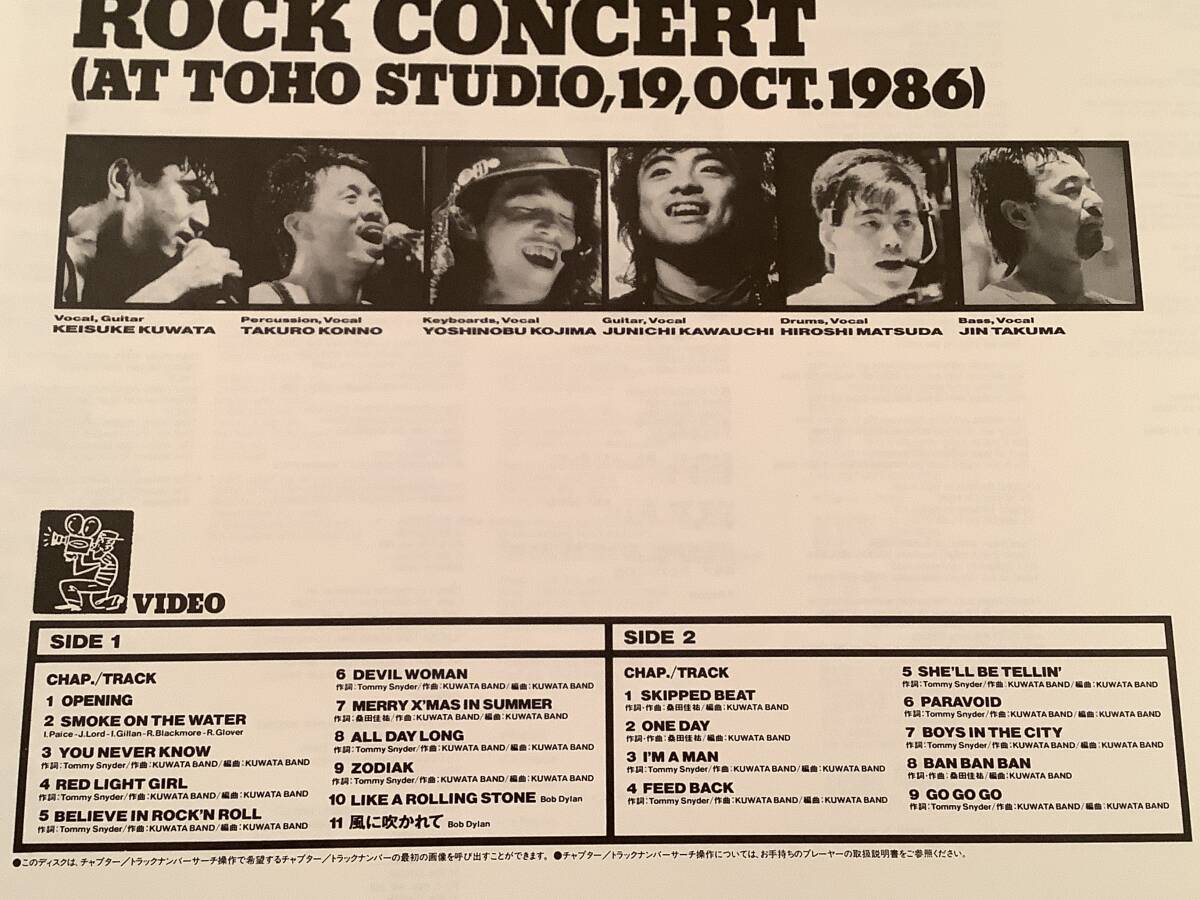 ROCK CONCERT
(AT TOHO STUDIO,19,OCT.1986)
Vocal, Guitar
KEISUKE KUWATA
Percussion, Vocal
TAKURO KONNO
Keyboards, Vocal
YOSHINOBU KOJIMA
Guitar, Vocal
JUNICHI KAWAUCHI
Drums, Vocal
HIROSHI MATSUDA
Bass, Vocal
JIN TAKUMA
VIDEO
SIDE 1
CHAP./TRACK
1 OPENING
2 SMOKE ON THE WATER
I.Paice-J.Lord-I.Gillan-R.Blackmore-R.Glover
3 YOU NEVER KNOW
作詞:Tommy Snyder/作曲:KUWATA BAND/編曲:KUWATA BAND
4 RED LIGHT GIRL
作詞:Tommy Snyder/作曲:KUWATA BAND/編曲:KUWATA BAND
5 BELIEVE IN ROCK'N ROLL
作詞:Tommy Snyder/作曲:KUWATA BAND/編曲:KUWATA BAND
6 DEVIL WOMAN
作詞:Tommy Snyder/作曲:KUWATA BAND/編曲:KUWATA BAND
7 MERRY X'MAS IN SUMMER
作詞:桑田佳祐/作曲:KUWATA BAND/編曲:KUWATA BAND
8 ALL DAY LONG
作詞:Tommy Snyder/作曲:KUWATA BAND/編曲:KUWATA BAND
9 ZODIAK
作詞:Tommy Snyder/作曲:KUWATA BAND/編曲:KUWATA BAND
10 LIKE A ROLLING STONE Bob Dylan
11 風に吹かれて Bob Dylan
SIDE 2
CHAP./TRACK
1 SKIPPED BEAT
作詞・作曲:桑田佳祐/編曲:KUWATA BAND
2 ONE DAY
作詞・作曲:桑田佳祐/編曲:KUWATA BAND
3 I'M A MAN
作詞:Tommy Snyder/作曲:KUWATA BAND/編曲:KUWATA BAND
4 FEED BACK
作詞:Tommy Snyder/作曲:KUWATA BAND/編曲:KUWATA BAND
5 SHE'LL BE TELLIN'
作詞:Tommy Snyder/作曲:KUWATA BAND/編曲:KUWATA BAND
6 PARAVOID
作詞:Tommy Snyder/作曲:KUWATA BAND/編曲:KUWATA BAND
7 BOYS IN THE CITY
作詞:Tommy Snyder/作曲:KUWATA BAND/編曲:KUWATA BAND
8 BAN BAN BAN
作詞・作曲:桑田佳祐/編曲:KUWATA BAND
9 GO GO GO
作詞:Tommy Snyder/作曲:KUWATA BAND/編曲:KUWATA BAND
●このディスクは、チャプター/トラックナンバーサーチ操作で希望するチャプター/トラックナンバーの最初の画像を呼び出すことができます。●チャプター/トラックナンバーサーチ操作については、お手持ちのプレーヤーの取扱説明書をご参照ください。